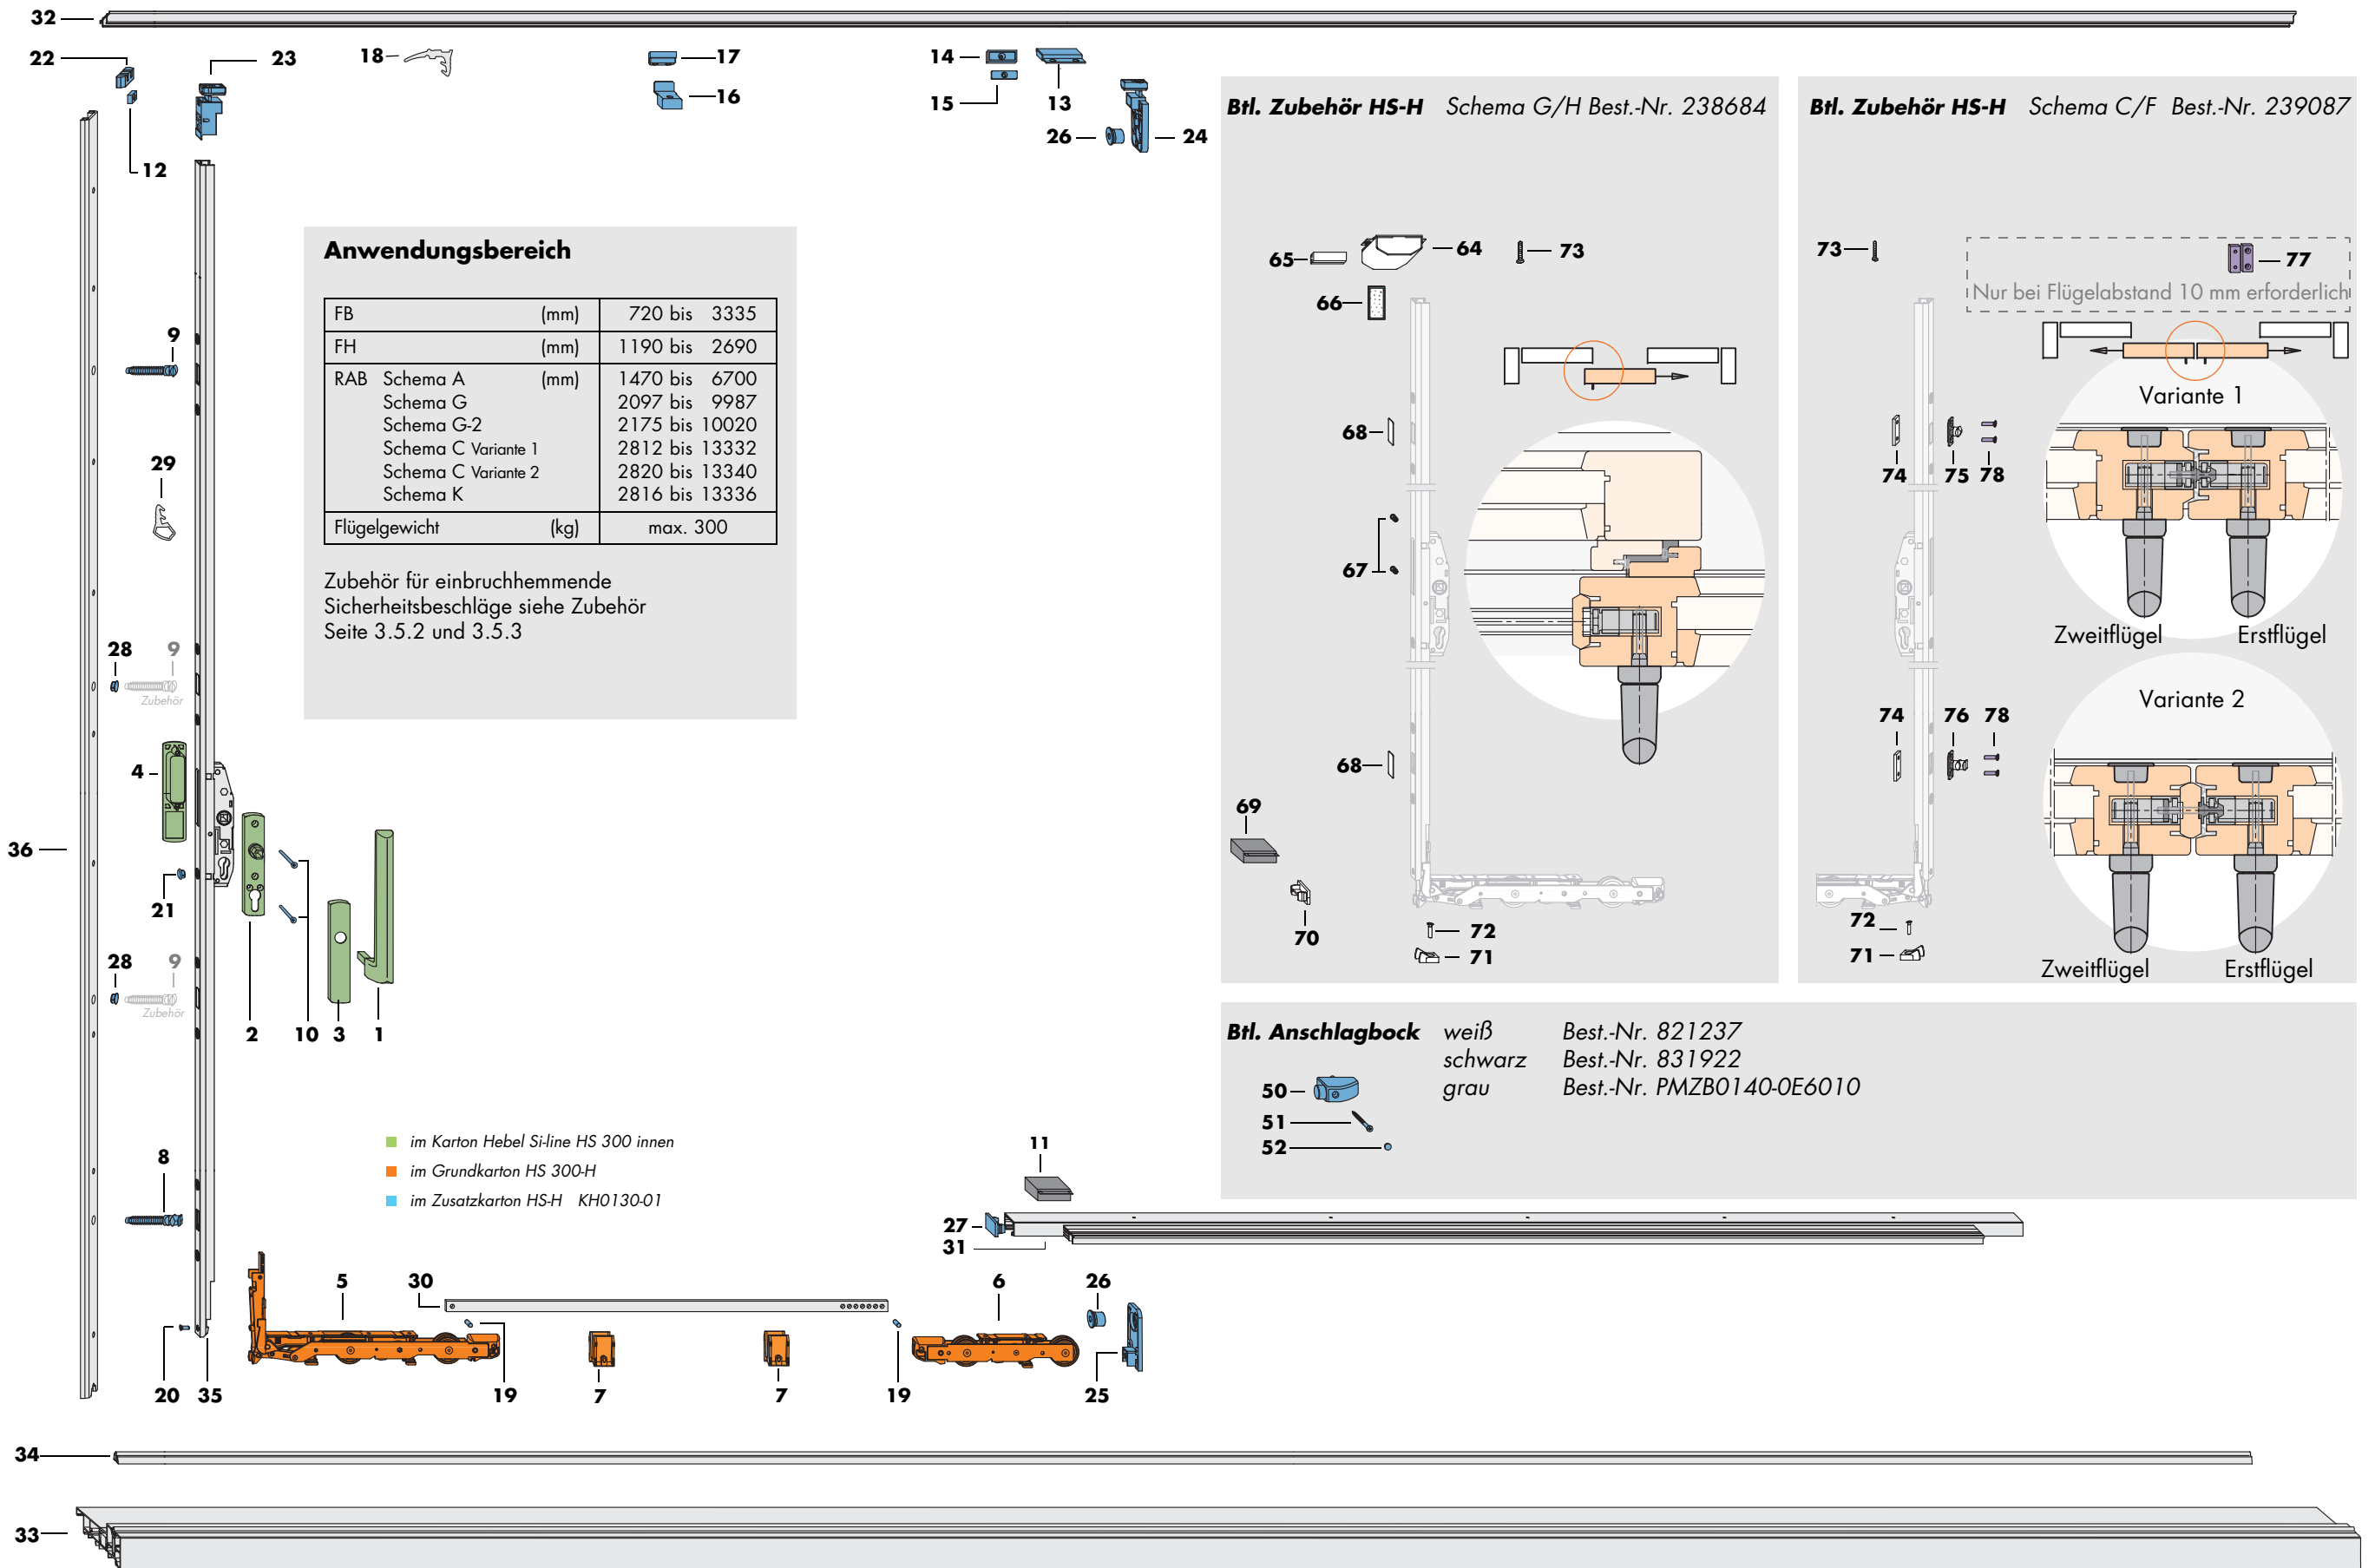 32
22
23
18
17
16
14
15
13
26
24
12
Anwendungsbereich
FB (mm) 720 bis 3335
FH (mm) 1190 bis 2690
RAB Schema A (mm) 1470 bis 6700
Schema G 2097 bis 9987
Schema G-2 2175 bis 10020
Schema C Variante 1 2812 bis 13332
Schema C Variante 2 2820 bis 13340
Schema K 2816 bis 13336
Flügelgewicht (kg) max. 300
Zubehör für einbruchhemmende
Sicherheitsbeschläge siehe Zubehör
Seite 3.5.2 und 3.5.3
9
29
28 9
Zubehör
4
36
21
28 9
Zubehör
2
10
3
1
8
im Karton Hebel Si-line HS 300 innen
im Grundkarton HS 300-H
im Zusatzkarton HS-H KH0130-01
11
27
31
5
30
6
26
20
35
19
7
7
19
25
34
33
Btl. Zubehör HS-H Schema G/H Best.-Nr. 238684
65
64
73
66
68
67
68
69
70
72
71
Btl. Zubehör HS-H Schema C/F Best.-Nr. 239087
73
77
Nur bei Flügelabstand 10 mm erforderlich
Variante 1
74
75
78
Zweitflügel
Erstflügel
Variante 2
74
76
78
72
71
Zweitflügel
Erstflügel
Btl. Anschlagbock weiß Best.-Nr. 821237
schwarz Best.-Nr. 831922
grau Best.-Nr. PMZB0140-0E6010
50
51
52